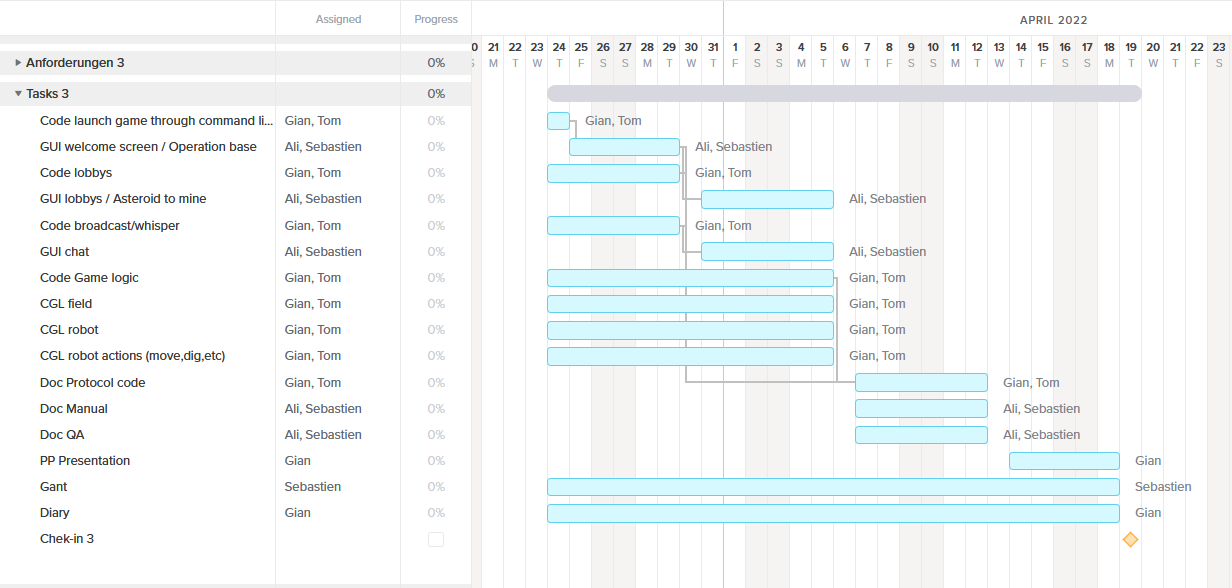 Assigned Progress APRIL 2022
0 21 22 23 24 25 26 27 28 29 30 31 1 2 3 4 5 6 7 8 9 10 11 12 13 14 15 16 17 18 19 20 21 22 23
S M T W T F S S M T W T F S S M T W T F S S M T W T F S S M T W T F S
Anforderungen 3 0%
Tasks 3 0%
Code launch game through command li... Gian, Tom 0% Gian, Tom
GUI welcome screen / Operation base Ali, Sebastien 0% Ali, Sebastien
Code lobbys Gian, Tom 0% Gian, Tom
GUI lobbys / Asteroid to mine Ali, Sebastien 0% Ali, Sebastien
Code broadcast/whisper Gian, Tom 0% Gian, Tom
GUI chat Ali, Sebastien 0% Ali, Sebastien
Code Game logic Gian, Tom 0% Gian, Tom
CGL field Gian, Tom 0% Gian, Tom
CGL robot Gian, Tom 0% Gian, Tom
CGL robot actions (move,dig,etc) Gian, Tom 0% Gian, Tom
Doc Protocol code Gian, Tom 0% Gian, Tom
Doc Manual Ali, Sebastien 0% Ali, Sebastien
Doc QA Ali, Sebastien 0% Ali, Sebastien
PP Presentation Gian 0% Gian
Gant Sebastien 0% Sebastien
Diary Gian 0% Gian
Chek-in 3